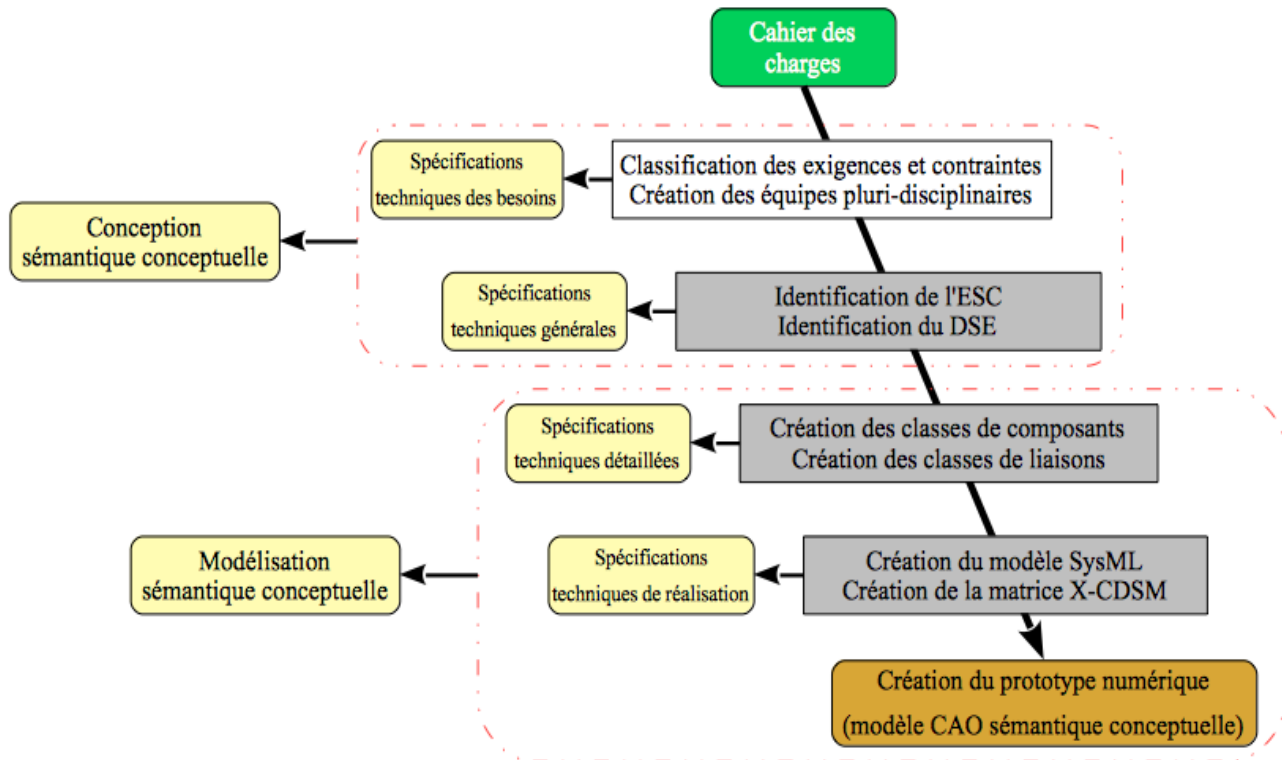 Cahier des
charges
Spécifications
techniques des besoins
Classification des exigences et contraintes
Création des équipes pluri-disciplinaires
Conception
sémantique conceptuelle
Spécifications
techniques générales
Identification de l'ESC
Identification du DSE
Spécifications
techniques détaillées
Création des classes de composants
Création des classes de liaisons
Modélisation
sémantique conceptuelle
Spécifications
techniques de réalisation
Création du modèle SysML
Création de la matrice X-CDSM
Création du prototype numérique
(modèle CAO sémantique conceptuelle)